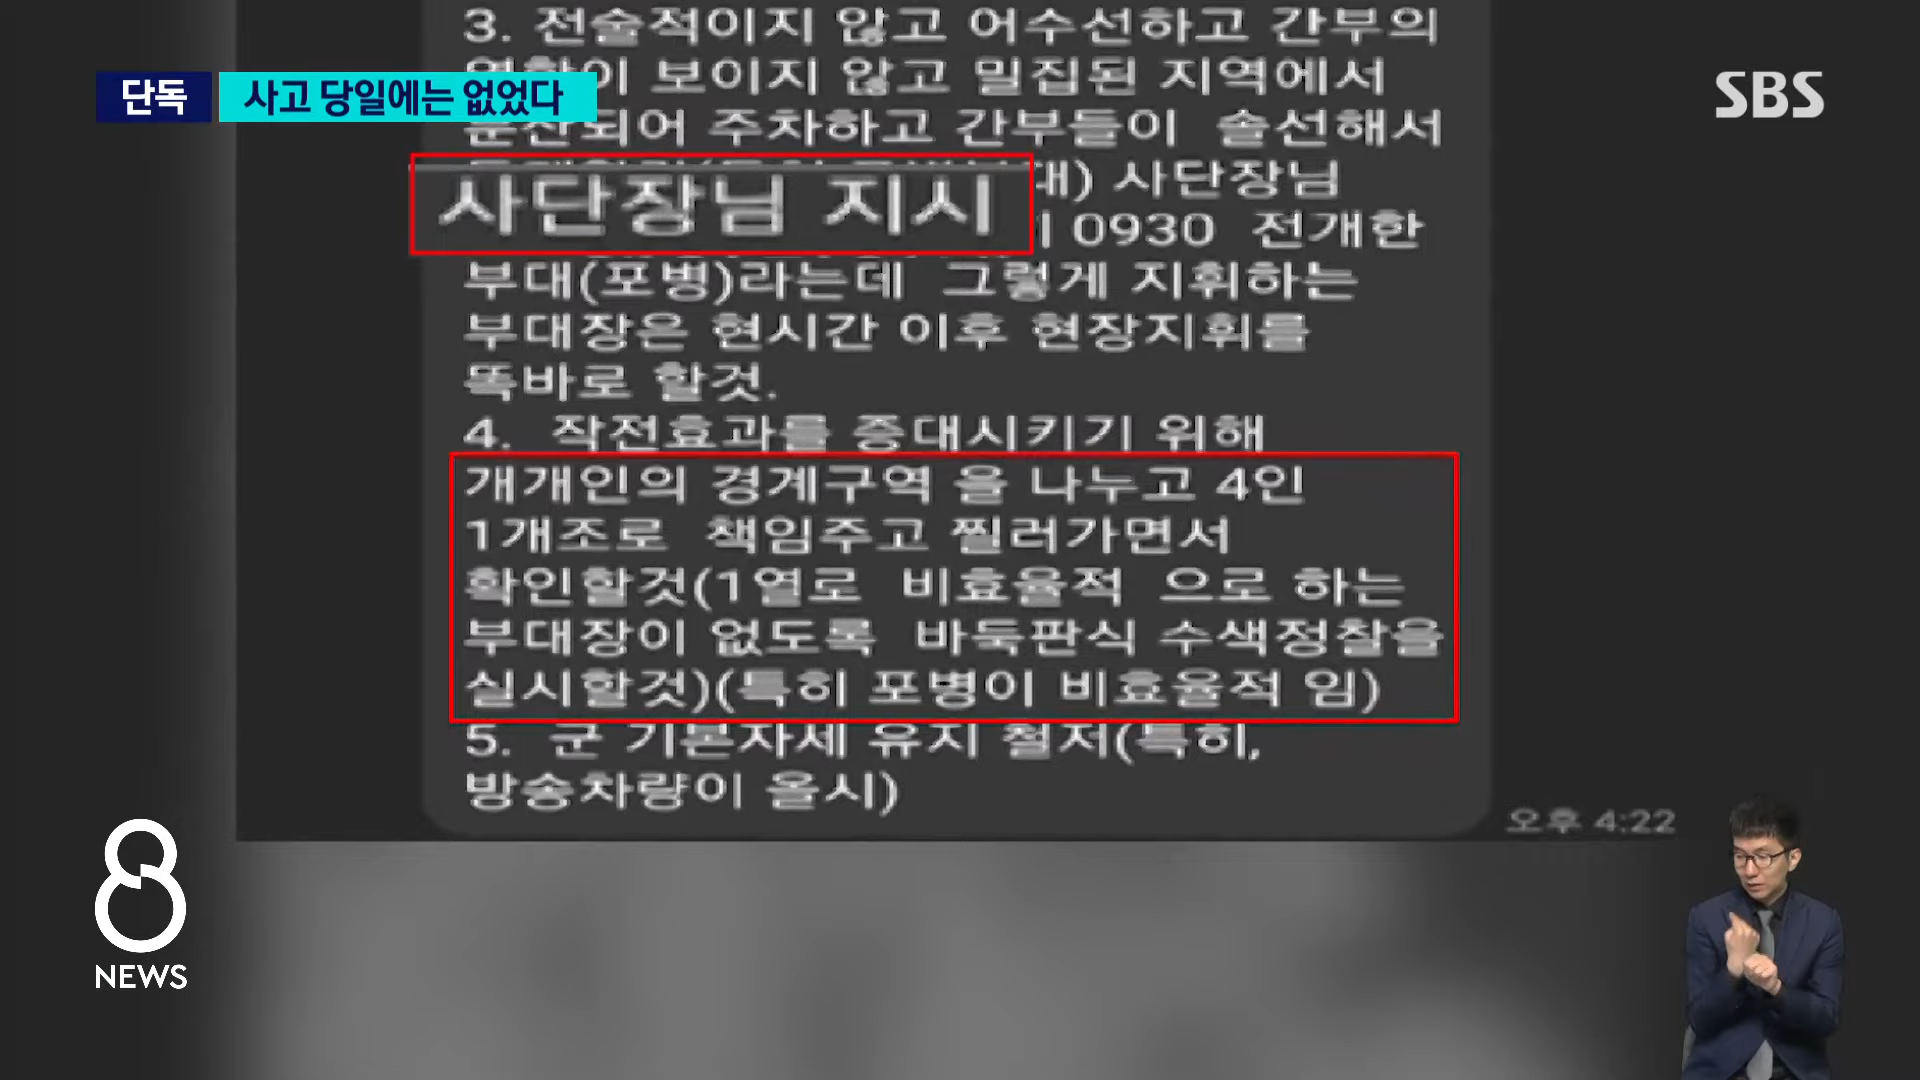 3. 전술적이지 않고 어수선하고 간부의
보이지 않고 밀집된 지역에서
단독
사고 당일에는 없었다
SBS
분산되어 주차하고 간부들이 솔선해서
사단장님
사단장님 지시
0930 전개한
부대(포병)라는데 그렇게 지휘하는
부대장은 현시간 이후 현장지휘를
똑바로 할것.
4. 작전효과를 증대시키기 위해
개개인의 경계구역 을 나누고 4인
1개조로 책임주고 찔러가면서
확인할것(1열로 비효율적 으로 하는
부대장이 없도록 바둑판식 수색정찰을
실시할것)(특히 포병이 비효율적 임)
5. 군 기본자세 유지 철저(특히,
방송차량이 올시)
오후 4:22
8
NEWS